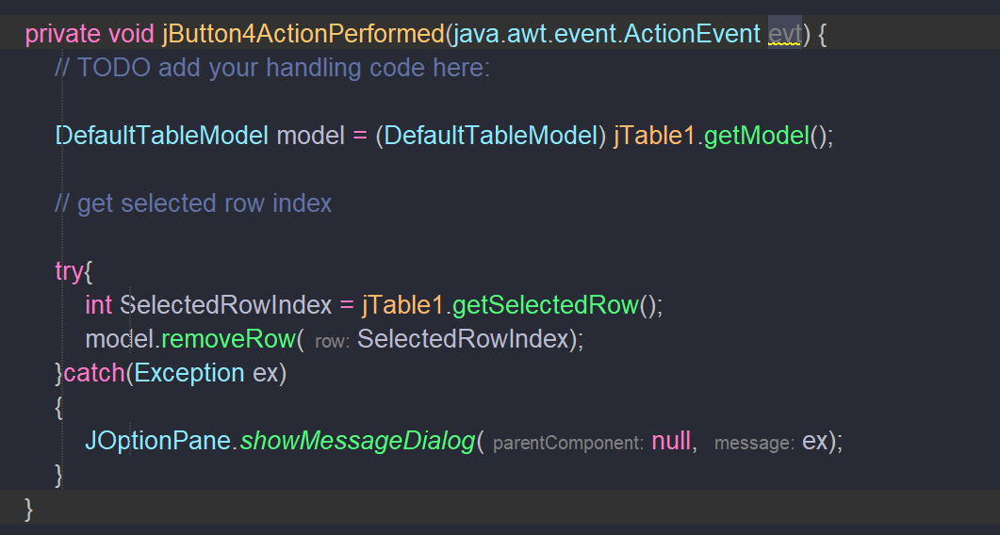 private void jButton4ActionPerformed(java.awt.event.ActionEvent evt) {
// TODO add your handling code here:
DefaultTableModel model = (DefaultTableModel) jTable1.getModel();
// get selected row index
try{
int SelectedRowIndex = jTable1.getSelectedRow();
model.removeRow( row: SelectedRowIndex);
}catch(Exception ex)
{
JOptionPane.showMessageDialog( parentComponent: null, message: ex);
}
}